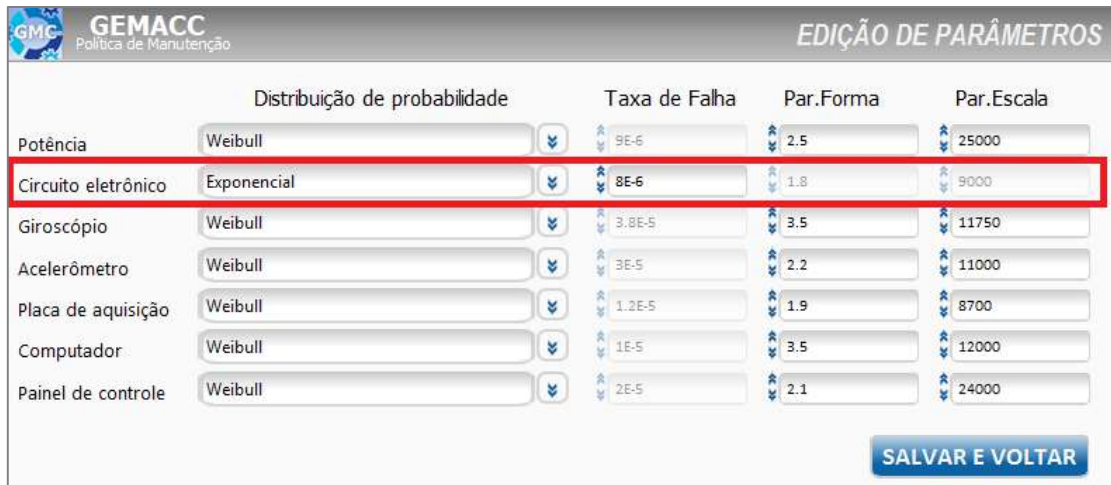 GMC
GEMACC
Política de Manutenção
EDIÇÃO DE PARÂMETROS
Distribuição de probabilidade Taxa de Falha Par.Forma Par.Escala
Potência Weibull 9E-6 2.5 25000
Circuito eletrônico Exponencial 8E-6 1.8 9000
Giroscópio Weibull 3.8E-5 3.5 11750
Acelerômetro Weibull 3E-5 2.2 11000
Placa de aquisição Weibull 1.2E-5 1.9 8700
Computador Weibull 1E-5 3.5 12000
Painel de controle Weibull 2E-5 2.1 24000
SALVAR E VOLTAR